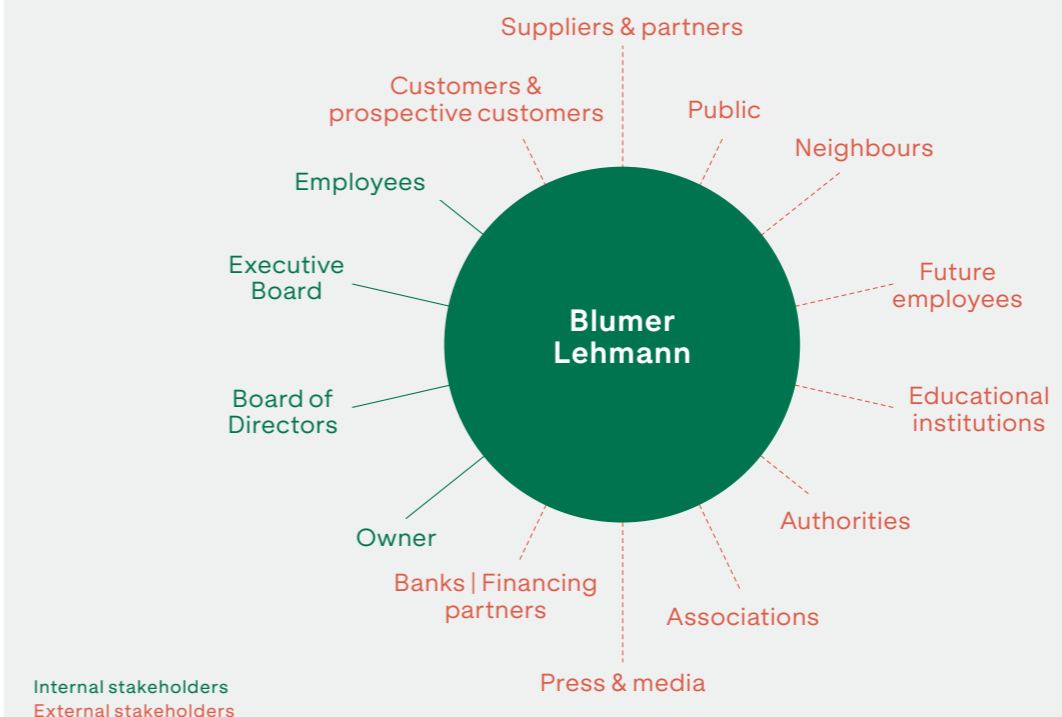 Suppliers & partners
Customers &
prospective customers
Public
Neighbours
Employees
Executive
Board
Future
employees
Blumer
Lehmann
Board of
Directors
Educational
institutions
Authorities
Owner
Banks | Financing
partners
Associations
Press & media
Internal stakeholders
External stakeholders